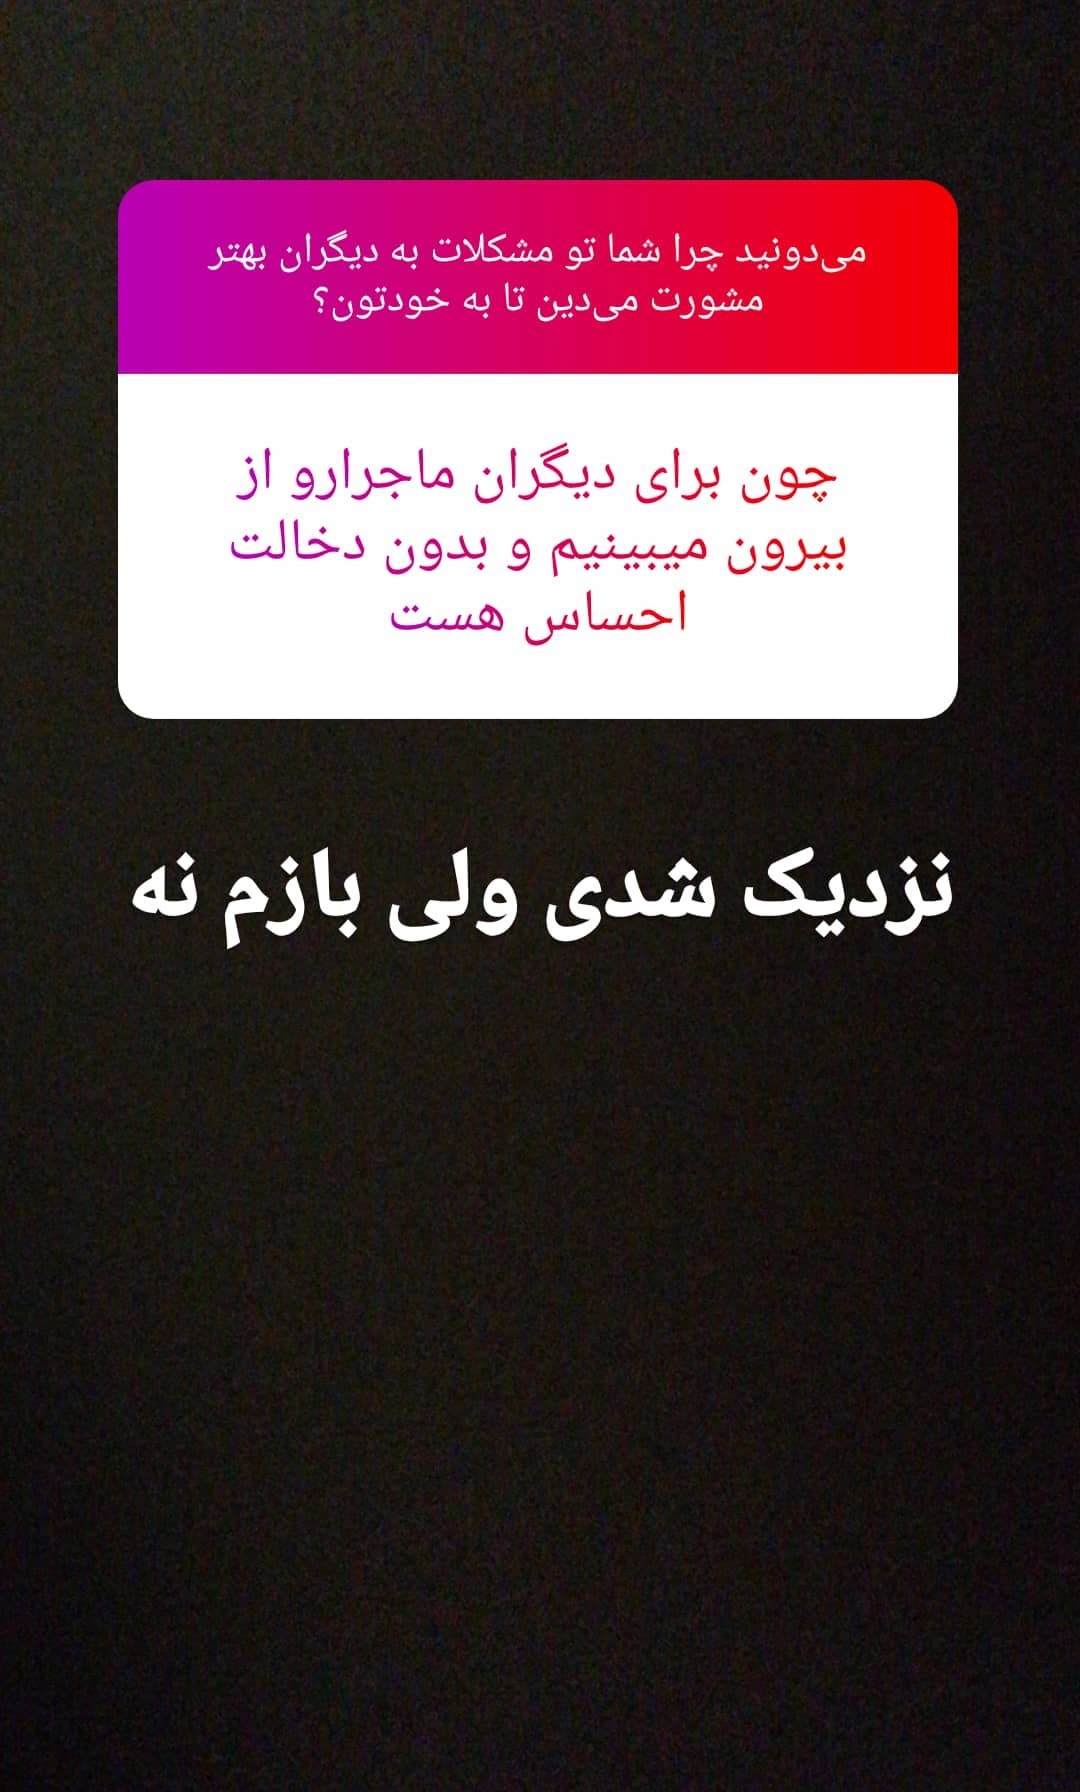 می‌دونید چرا شما تو مشکلات به دیگران بهتر
مشورت می‌دین تا به خودتون؟
چون برای دیگران ماجرارو از
بیرون میبینیم و بدون دخالت
احساس هست
نزدیک شدی ولی بازم نه